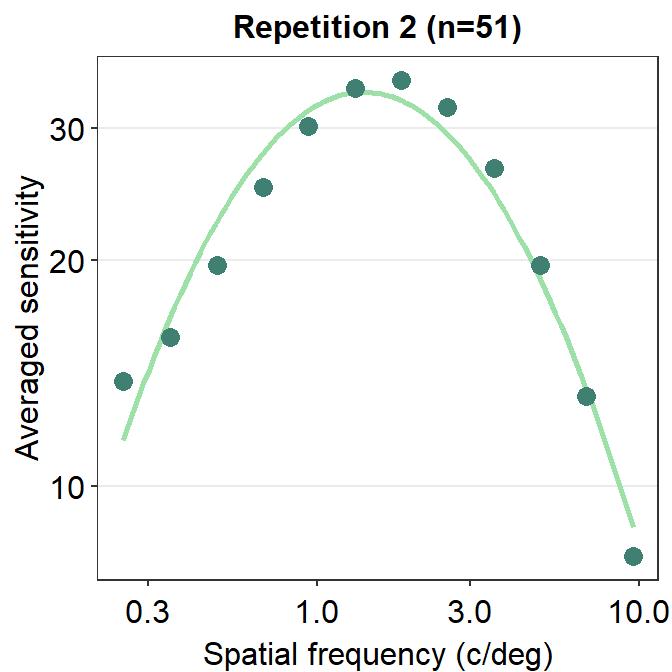 Repetition 2 (n=51)
Averaged sensitivity
30
20
10
0.3 1.0 3.0 10.0
Spatial frequency (c/deg)